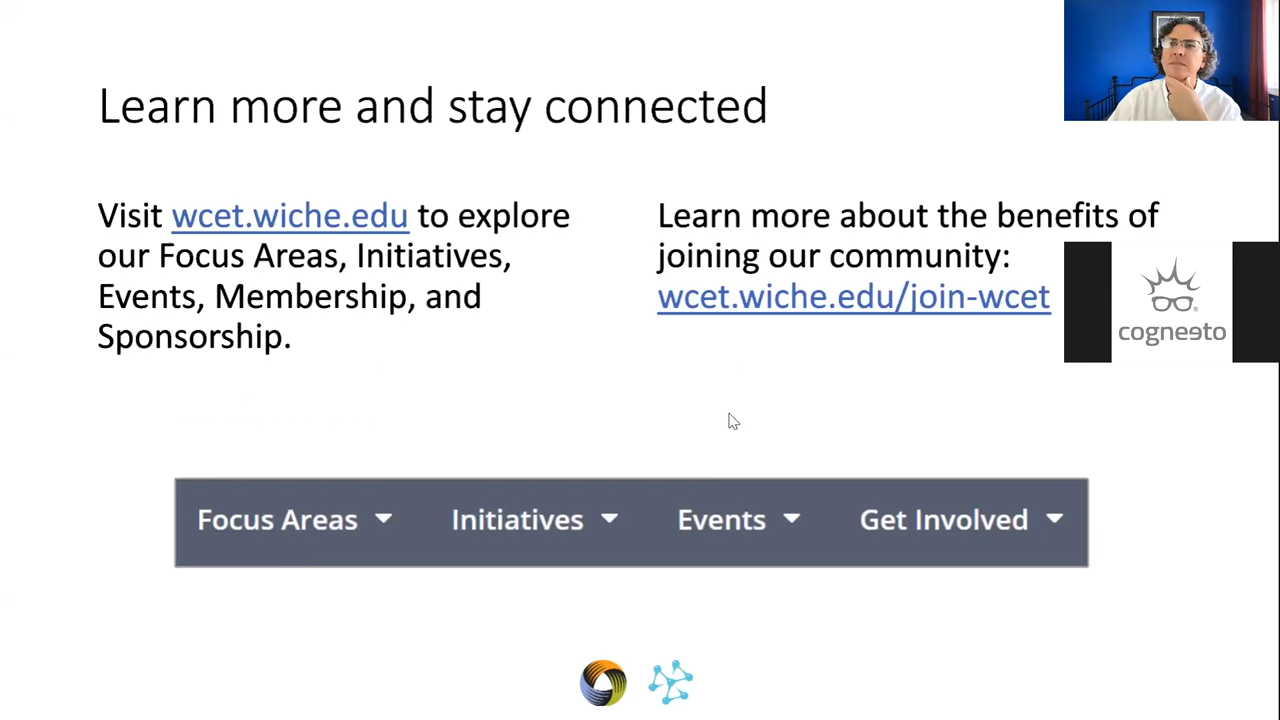 Learn more and stay connected
Visit wcet.wiche.edu to explore
our Focus Areas, Initiatives,
Events, Membership, and
Sponsorship.
Learn more about the benefits of
joining our community:
wcet.wiche.edu/join-wcet
cogneeto
Focus Areas
Initiatives
Events
Get Involved